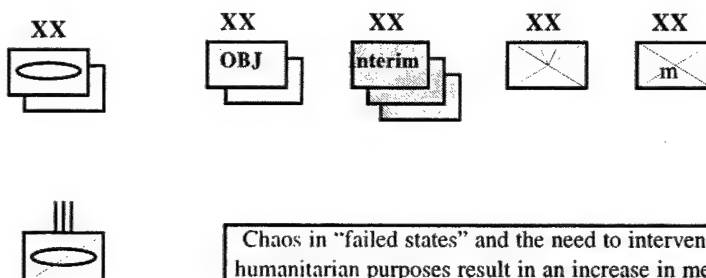 XX XX XX XX XX
OBJ nterim m
Chaos in “failed states” and the need to interven
humanitarian purposes result in an increase in me